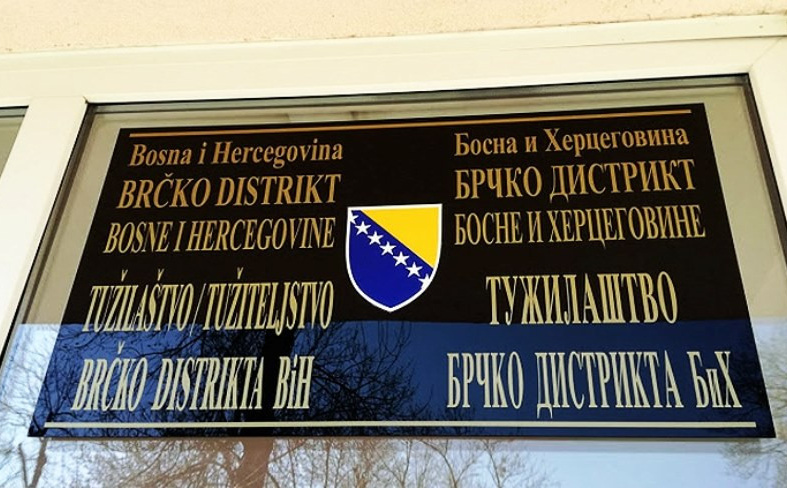 Bosna i Hercegovina
BRČKO DISTRIKT
BOSNE I HERCEGOVINE
TUŽILAŠTVO / TUŽITELJSTVO
BRČKO DISTRIKTA BiH
Босна и Херцеговина
БРЧКО ДИСТРИКТ
БОСНЕ И ХЕРЦЕГОВИНЕ
ТУЖИЛАШТВО
БРЧКО ДИСТРИКТА БиХ